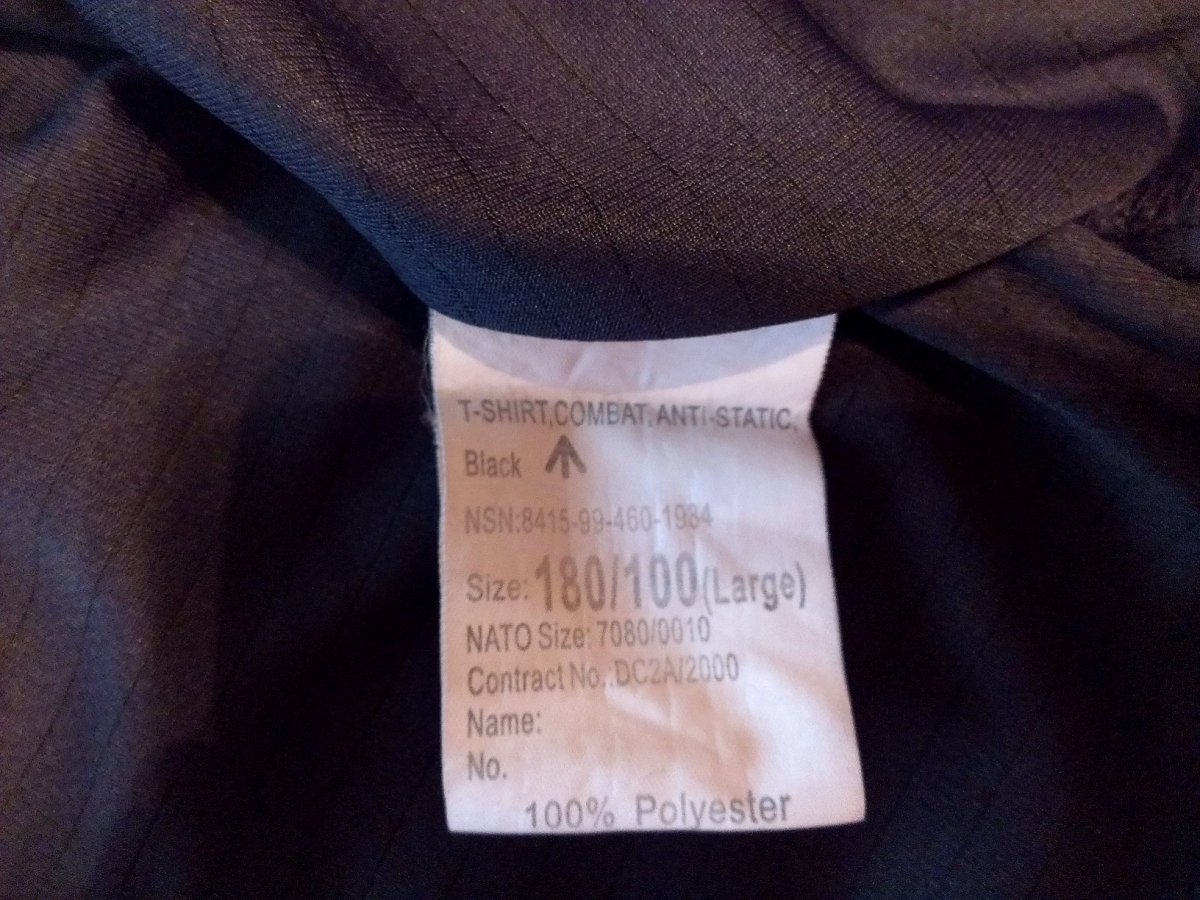 T-SHIRT,COMBAT, ANTI-STATIC,
Black
NSN:8415-99-460-1984
Size: 180/100(Large)
NATO Size: 7080/0010
Contract No.:DC2A/2000
Name:
No.
100% Polyester